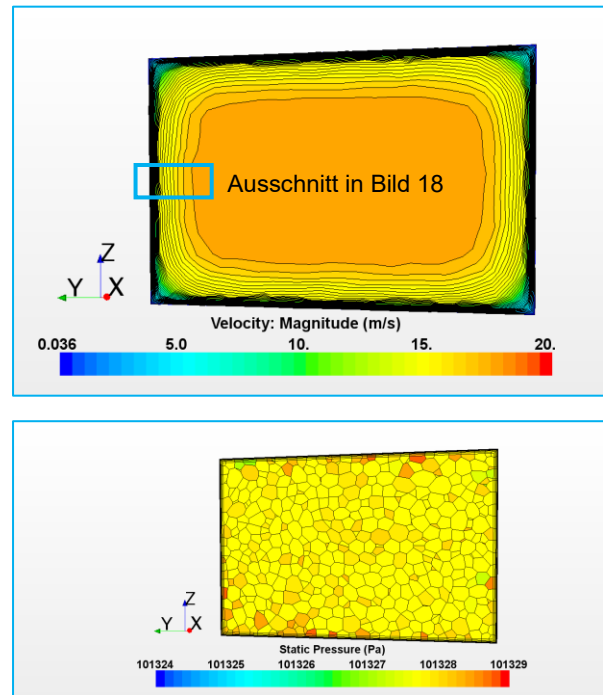 Ausschnitt in Bild 18
Z
Y X
Velocity: Magnitude (m/s)
0.036 5.0 10. 15. 20.
Z
Y X
Static Pressure (Pa)
101324 101325 101326 101327 101328 101329